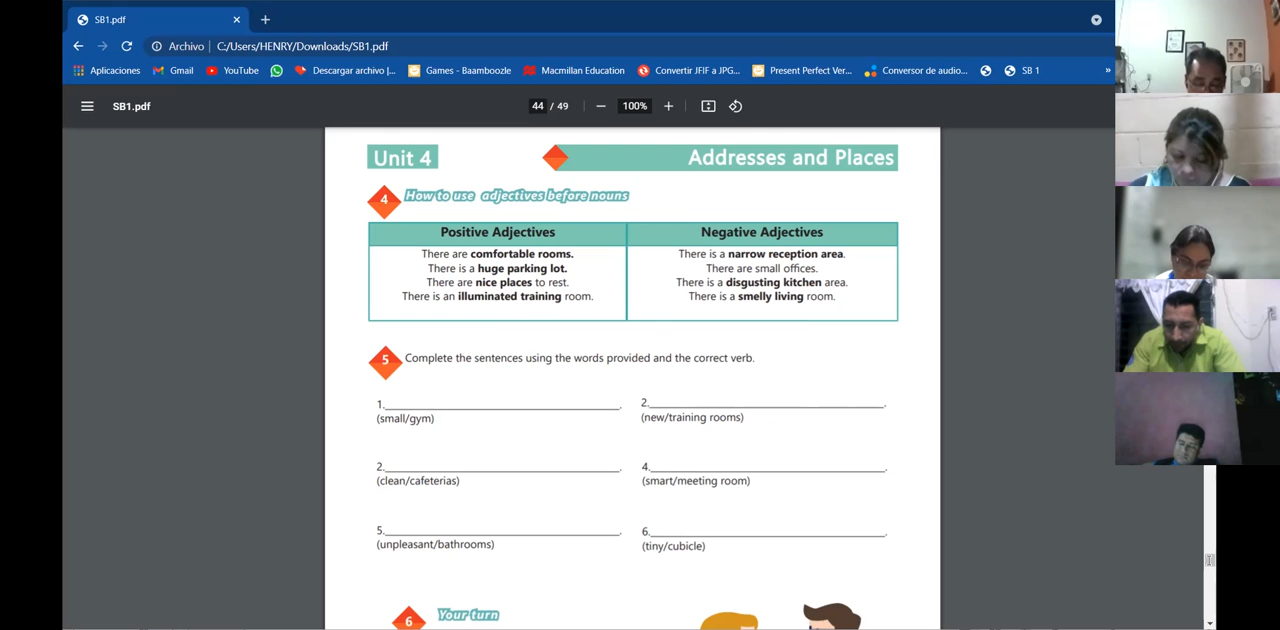 SB1.pdf
Archivo C:/Users/HENRY/Downloads/SB1.pdf
Aplicaciones Gmail YouTube Descargar archivo |... Games - Baamboozle Macmillan Education Convertir JFIF a JPG... Present Perfect Ver... Conversor de audio... SB 1 »
SB1.pdf 44 / 49 100%
Unit 4 Addresses and Places
4 How to use adjectives before nouns
Positive Adjectives Negative Adjectives
There are comfortable rooms. There is a narrow reception area.
There is a huge parking lot. There are small offices.
There are nice places to rest. There is a disgusting kitchen area.
There is an illuminated training room. There is a smelly living room.
5 Complete the sentences using the words provided and the correct verb.
1.__________. 2.__________.
(small/gym) (new/training rooms)
2.__________. 4.__________.
(clean/cafeterias) (smart/meeting room)
5.__________. 6.__________.
(unpleasant/bathrooms) (tiny/cubicle)
6 Your turn